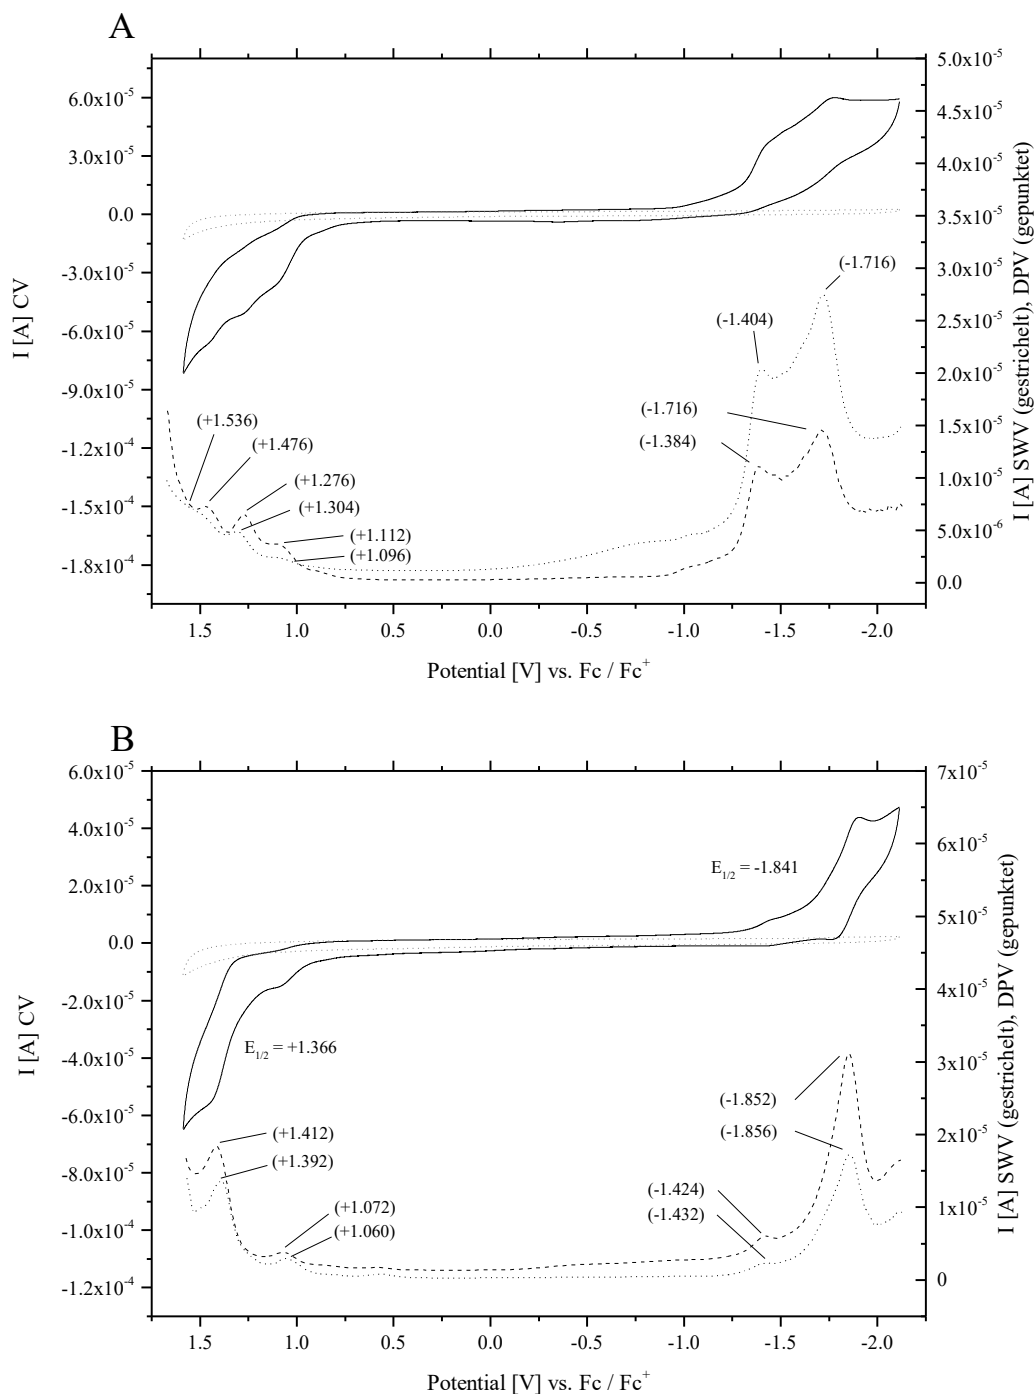 A
5.0x10⁻⁵
6.0x10⁻⁵
4.5x10⁻⁵
3.0x10⁻⁵
4.0x10⁻⁵
0.0
3.5x10⁻⁵
-3.0x10⁻⁵
3.0x10⁻⁵
(-1.716)
-6.0x10⁻⁵
2.5x10⁻⁵
(-1.404)
-9.0x10⁻⁵
2.0x10⁻⁵
(+1.536)
(-1.716)
-1.2x10⁻⁴
1.5x10⁻⁵
(+1.476)
(-1.384)
(+1.276)
1.0x10⁻⁵
-1.5x10⁻⁴
(+1.304)
(+1.112)
5.0x10⁻⁶
(+1.096)
-1.8x10⁻⁴
0.0
I [A] CV
I [A] SWV (gestrichelt), DPV (gepunktet)
1.5 1.0 0.5 0.0 -0.5 -1.0 -1.5 -2.0
Potential [V] vs. Fc / Fc⁺
B
6.0x10⁻⁵
7x10⁻⁵
4.0x10⁻⁵
6x10⁻⁵
E₁/₂ = -1.841
2.0x10⁻⁵
5x10⁻⁵
0.0
4x10⁻⁵
-2.0x10⁻⁵
E₁/₂ = +1.366
-4.0x10⁻⁵
3x10⁻⁵
(-1.852)
-6.0x10⁻⁵
(+1.412)
(-1.856)
2x10⁻⁵
(+1.392)
-8.0x10⁻⁵
(-1.424)
1x10⁻⁵
(+1.072)
(-1.432)
-1.0x10⁻⁴
(+1.060)
0
-1.2x10⁻⁴
I [A] CV
I [A] SWV (gestrichelt), DPV (gepunktet)
1.5 1.0 0.5 0.0 -0.5 -1.0 -1.5 -2.0
Potential [V] vs. Fc / Fc⁺